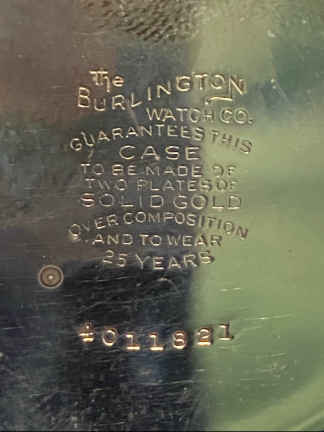 The
BURLINGTON
WATCH CO.
GUARANTEES THIS
CASE
TO BE MADE OF
TWO PLATES OF
SOLID GOLD
OVER COMPOSITION
AND TO WEAR
25 YEARS
4011821